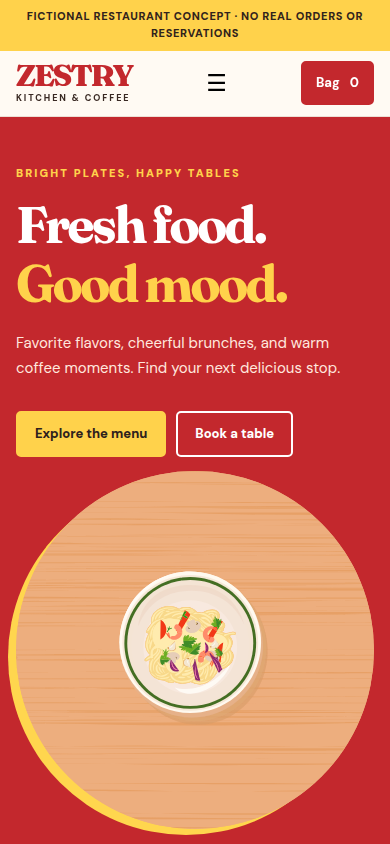 FICTIONAL RESTAURANT CONCEPT · NO REAL ORDERS OR
RESERVATIONS
ZESTRY
KITCHEN & COFFEE
Bag 0
BRIGHT PLATES, HAPPY TABLES
Fresh food.
Good mood.
Favorite flavors, cheerful brunches, and warm
coffee moments. Find your next delicious stop.
Explore the menu
Book a table